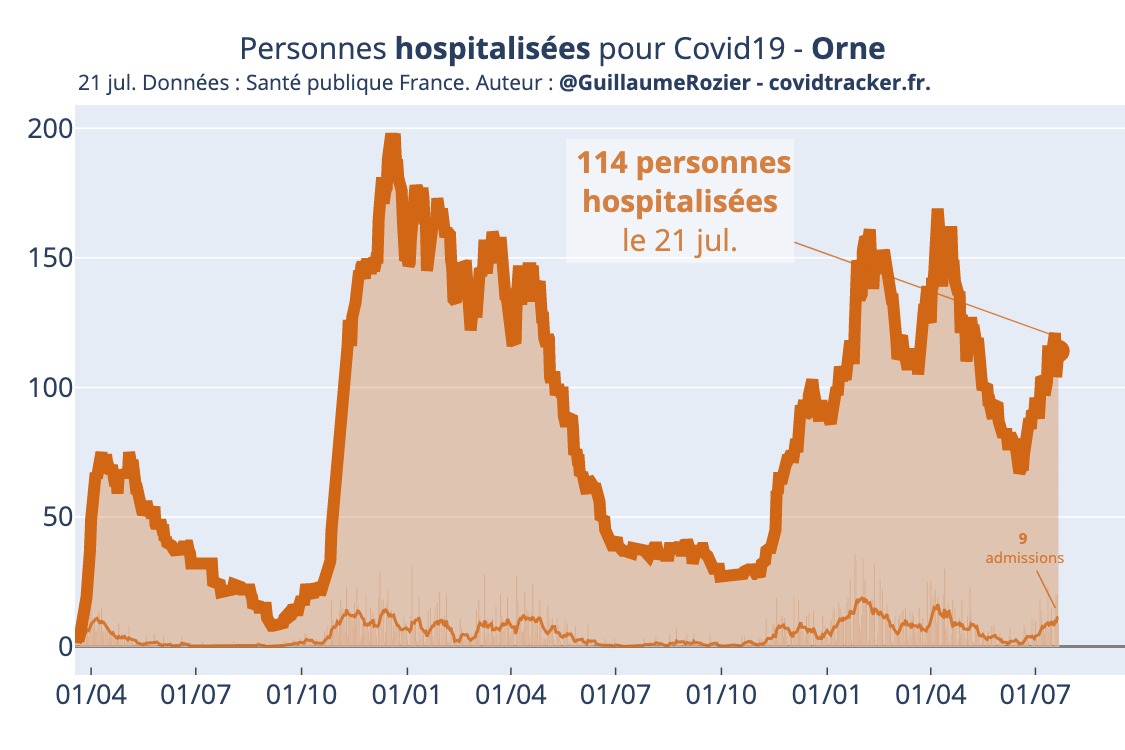 Personnes hospitalisées pour Covid19 - Orne
21 jul. Données : Santé publique France. Auteur : @GuillaumeRozier - covidtracker.fr.
200
114 personnes
hospitalisées
le 21 jul.
150
100
50
9
admissions
0
01/04 01/07 01/10 01/01 01/04 01/07 01/10 01/01 01/04 01/07